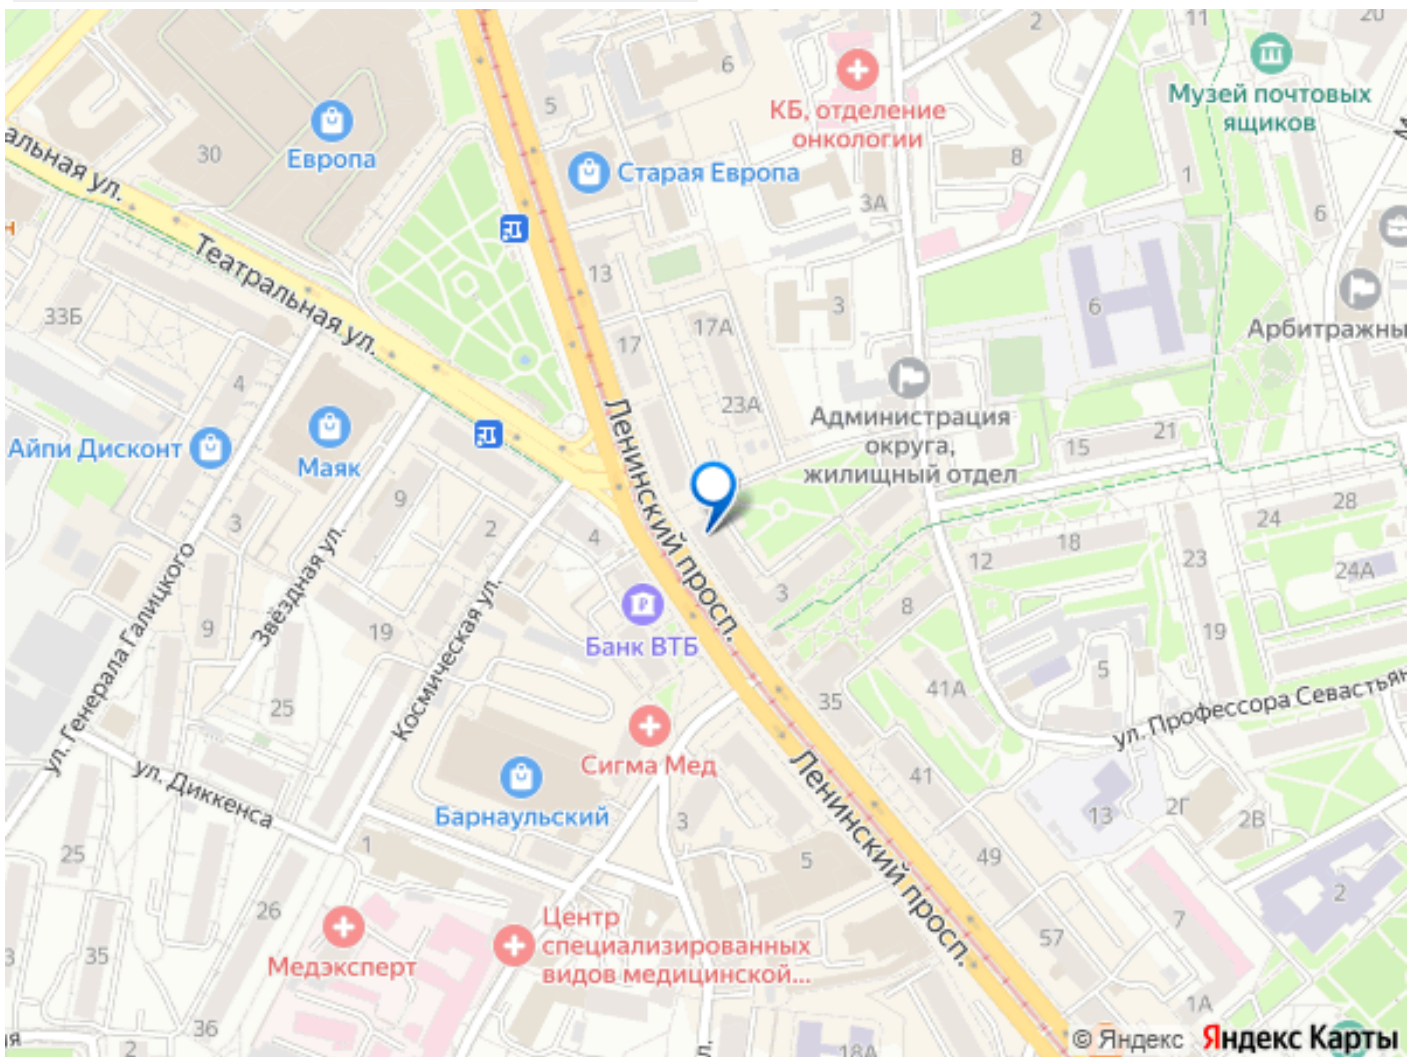 11
20
2
6
5
КБ, отделение
онкологии
Музей почтовых
ящиков
Европа
30
Старая Европа
8
1
альная ул.
3А
6
н
Театральная ул.
13
3
6
33Б
17А
17
Арбитражны
4
23А
Ленинский просп.
Администрация
округа,
жилищный отдел
15
21
Айпи Дисконт
Маяк
9
2
3
4
28
24
18
12
23
24А
ул. Генерала Галицкого
Звёздная ул.
Космическая ул.
9
19
Банк ВТБ
3
8
19
5
25
41А
35
ул. Профессора Севастьян
Сигма Мед
ул. Диккенса
Ленинский просп.
41
Барнаульский
13
2Г
2В
3
1
5
49
25
2
26
7
Центр
специализированных
видов медицинской...
Медэксперт
57
3
35
1А
36
2
18А
ая
л.
© Яндекс Яндекс Карты